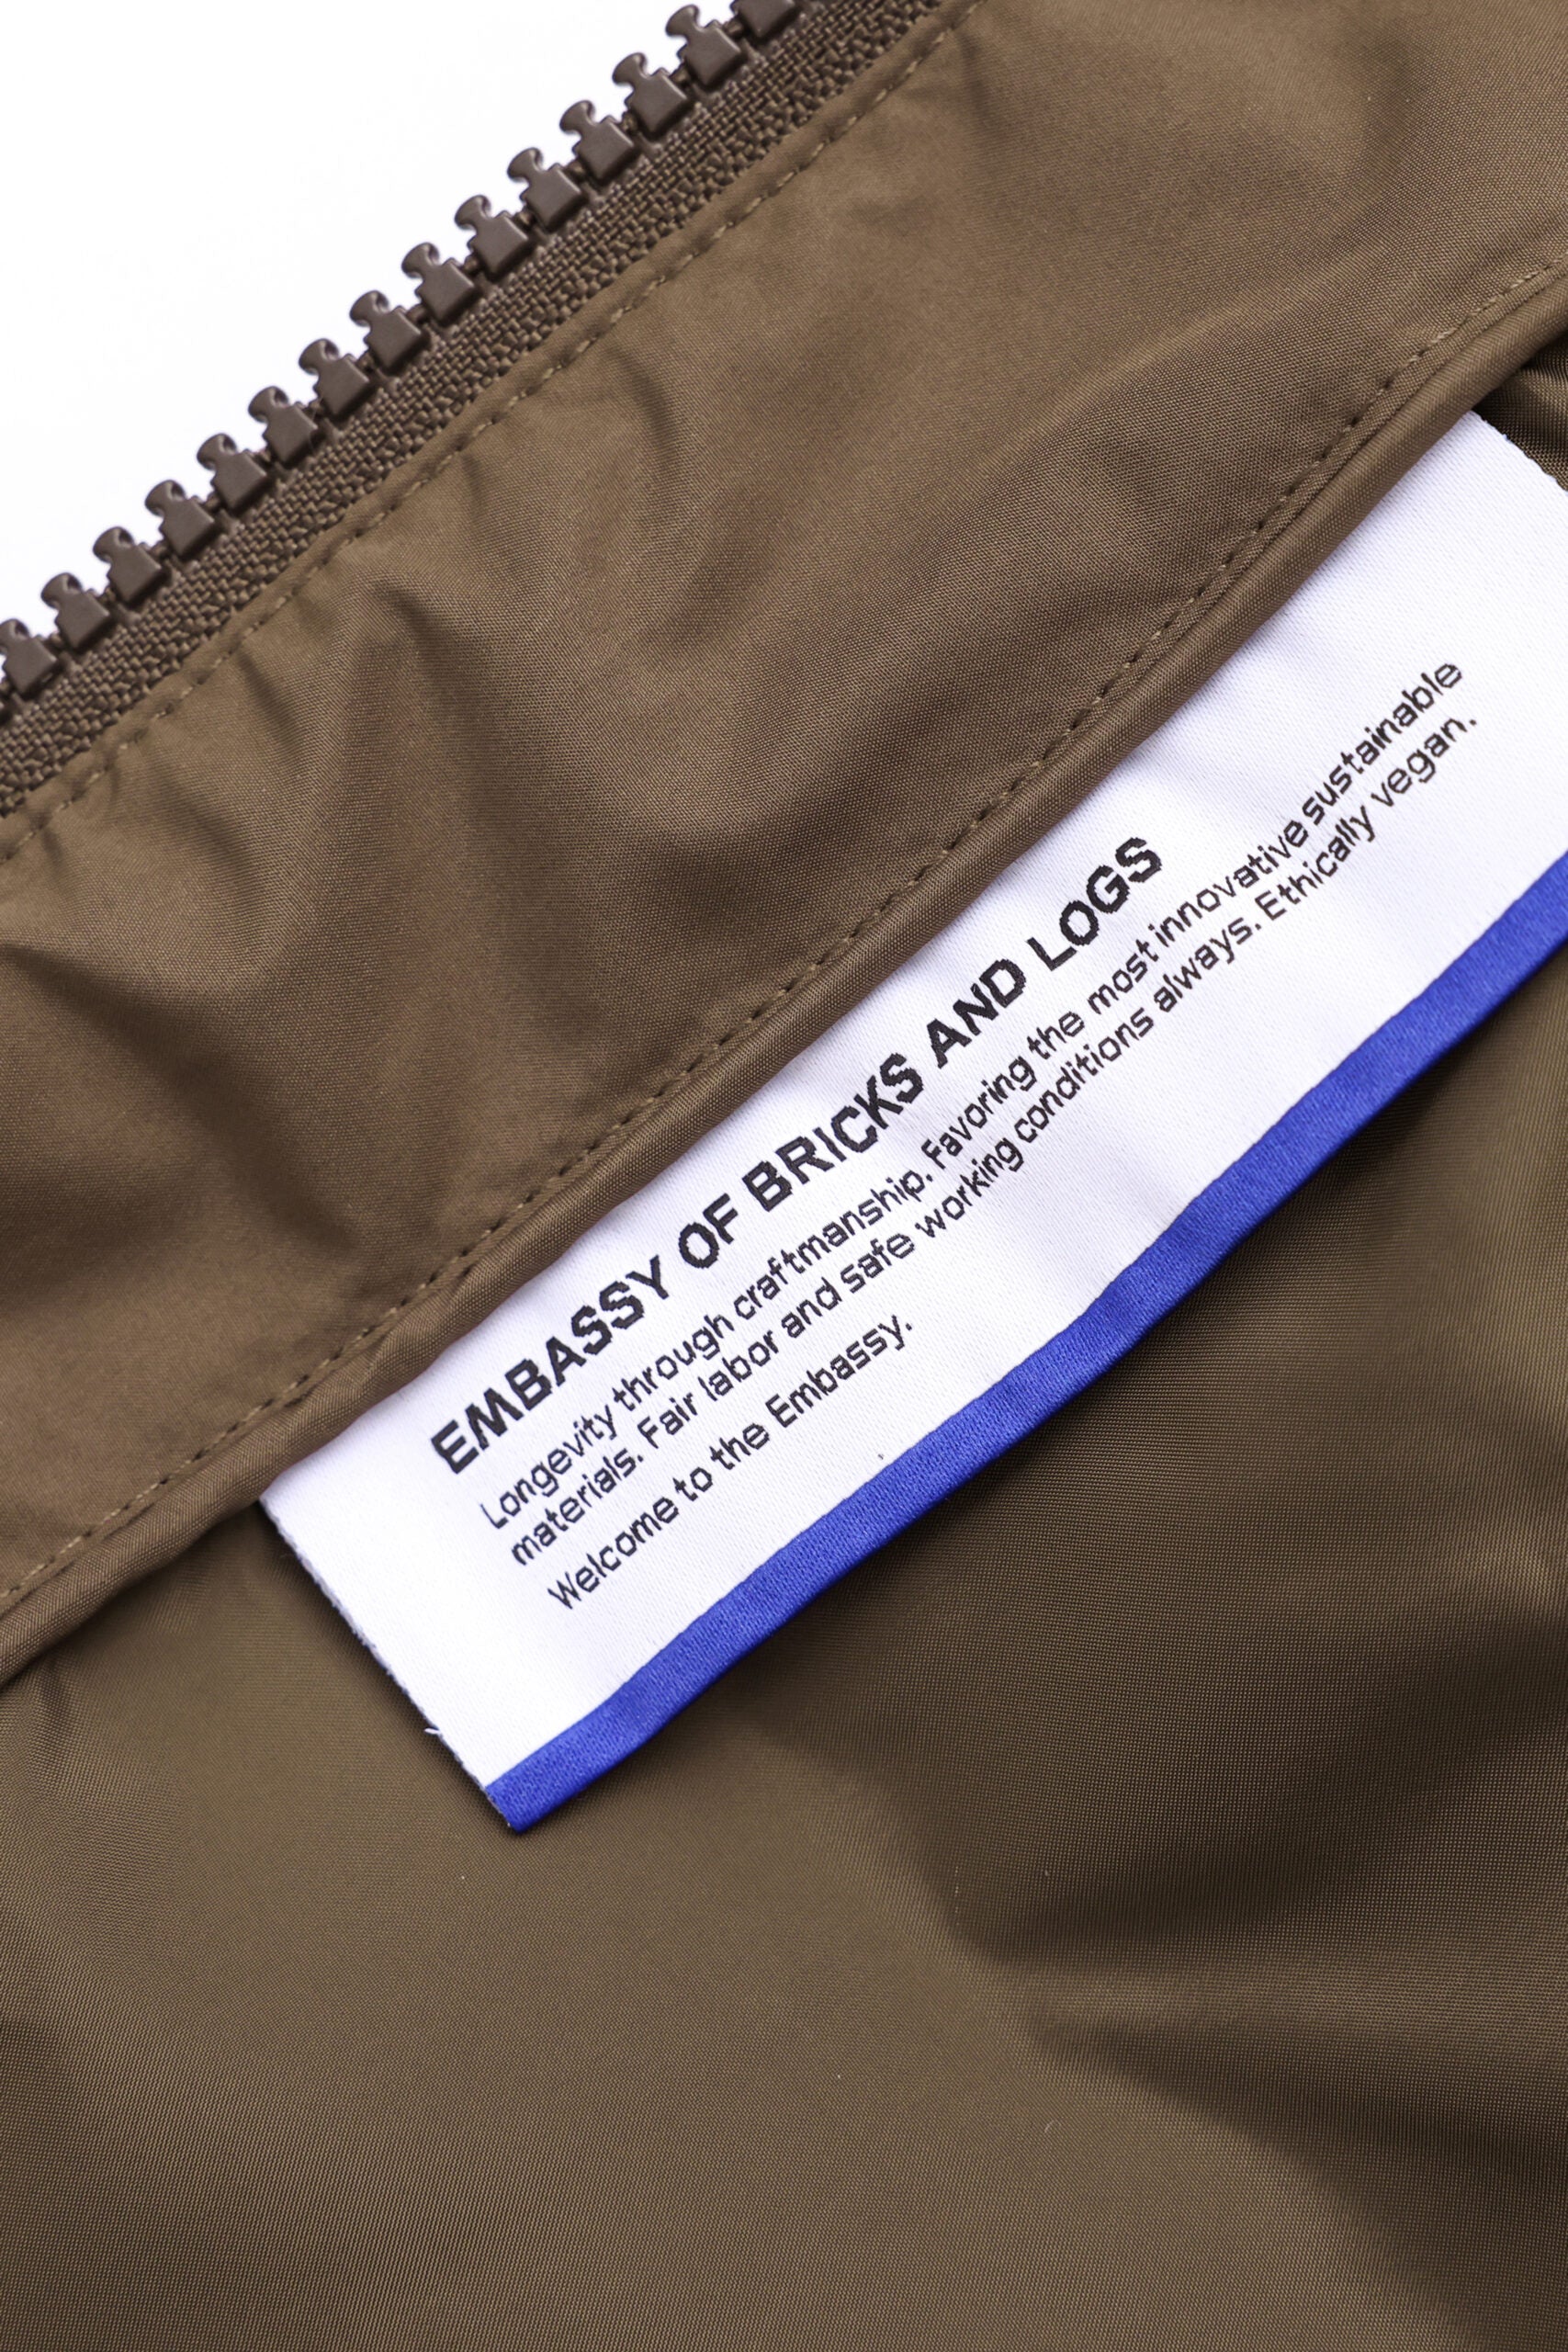 EMBASSY OF BRICKS AND LOGS
Longevity through craftmanship. Favoring the most innovative sustainable
materials. Fair labor and safe working conditions always. Ethically vegan.
Welcome to the Embassy.